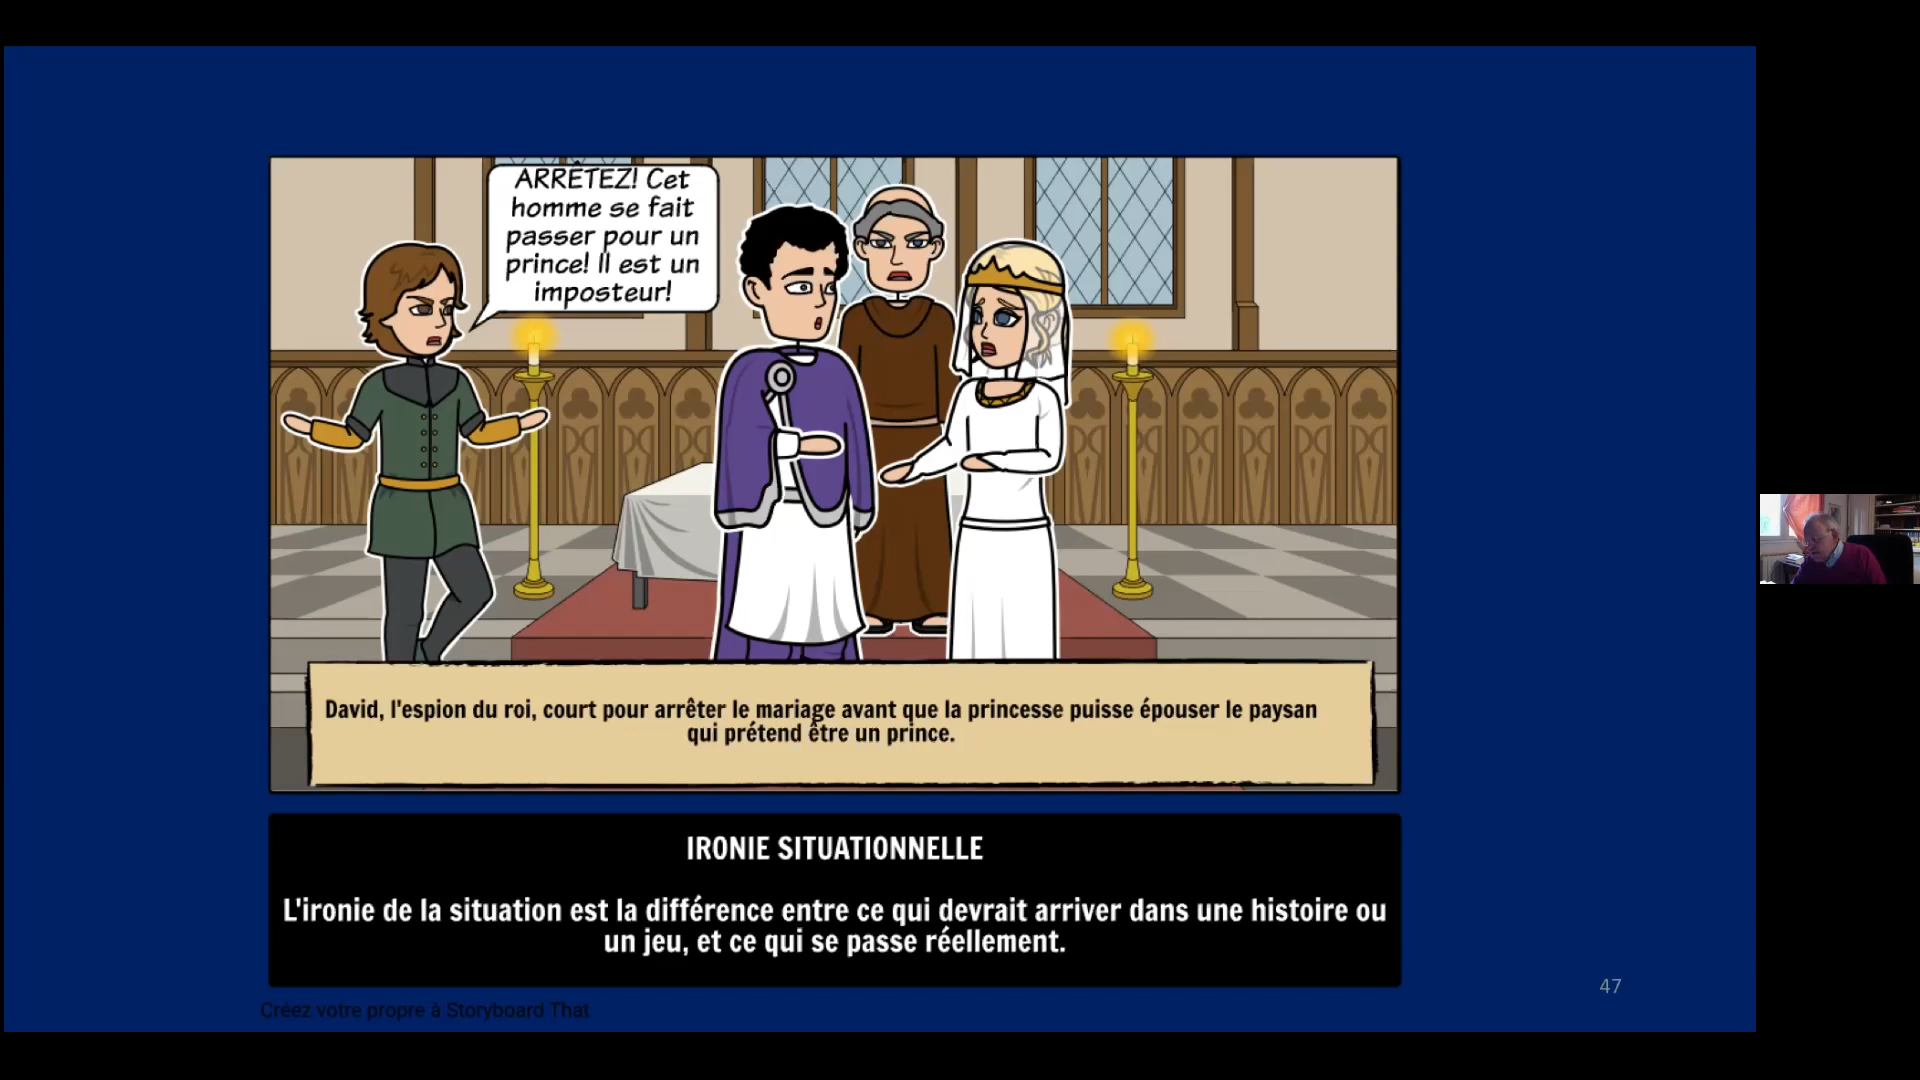 ARRÊTEZ! Cet
homme se fait
passer pour un
prince! Il est un
imposteur!
David, l'espion du roi, court pour arrêter le mariage avant que la princesse puisse épouser le paysan
qui prétend être un prince.
IRONIE SITUATIONNELLE
L'ironie de la situation est la différence entre ce qui devrait arriver dans une histoire ou
un jeu, et ce qui se passe réellement.
47
Créez votre propre à Storyboard That